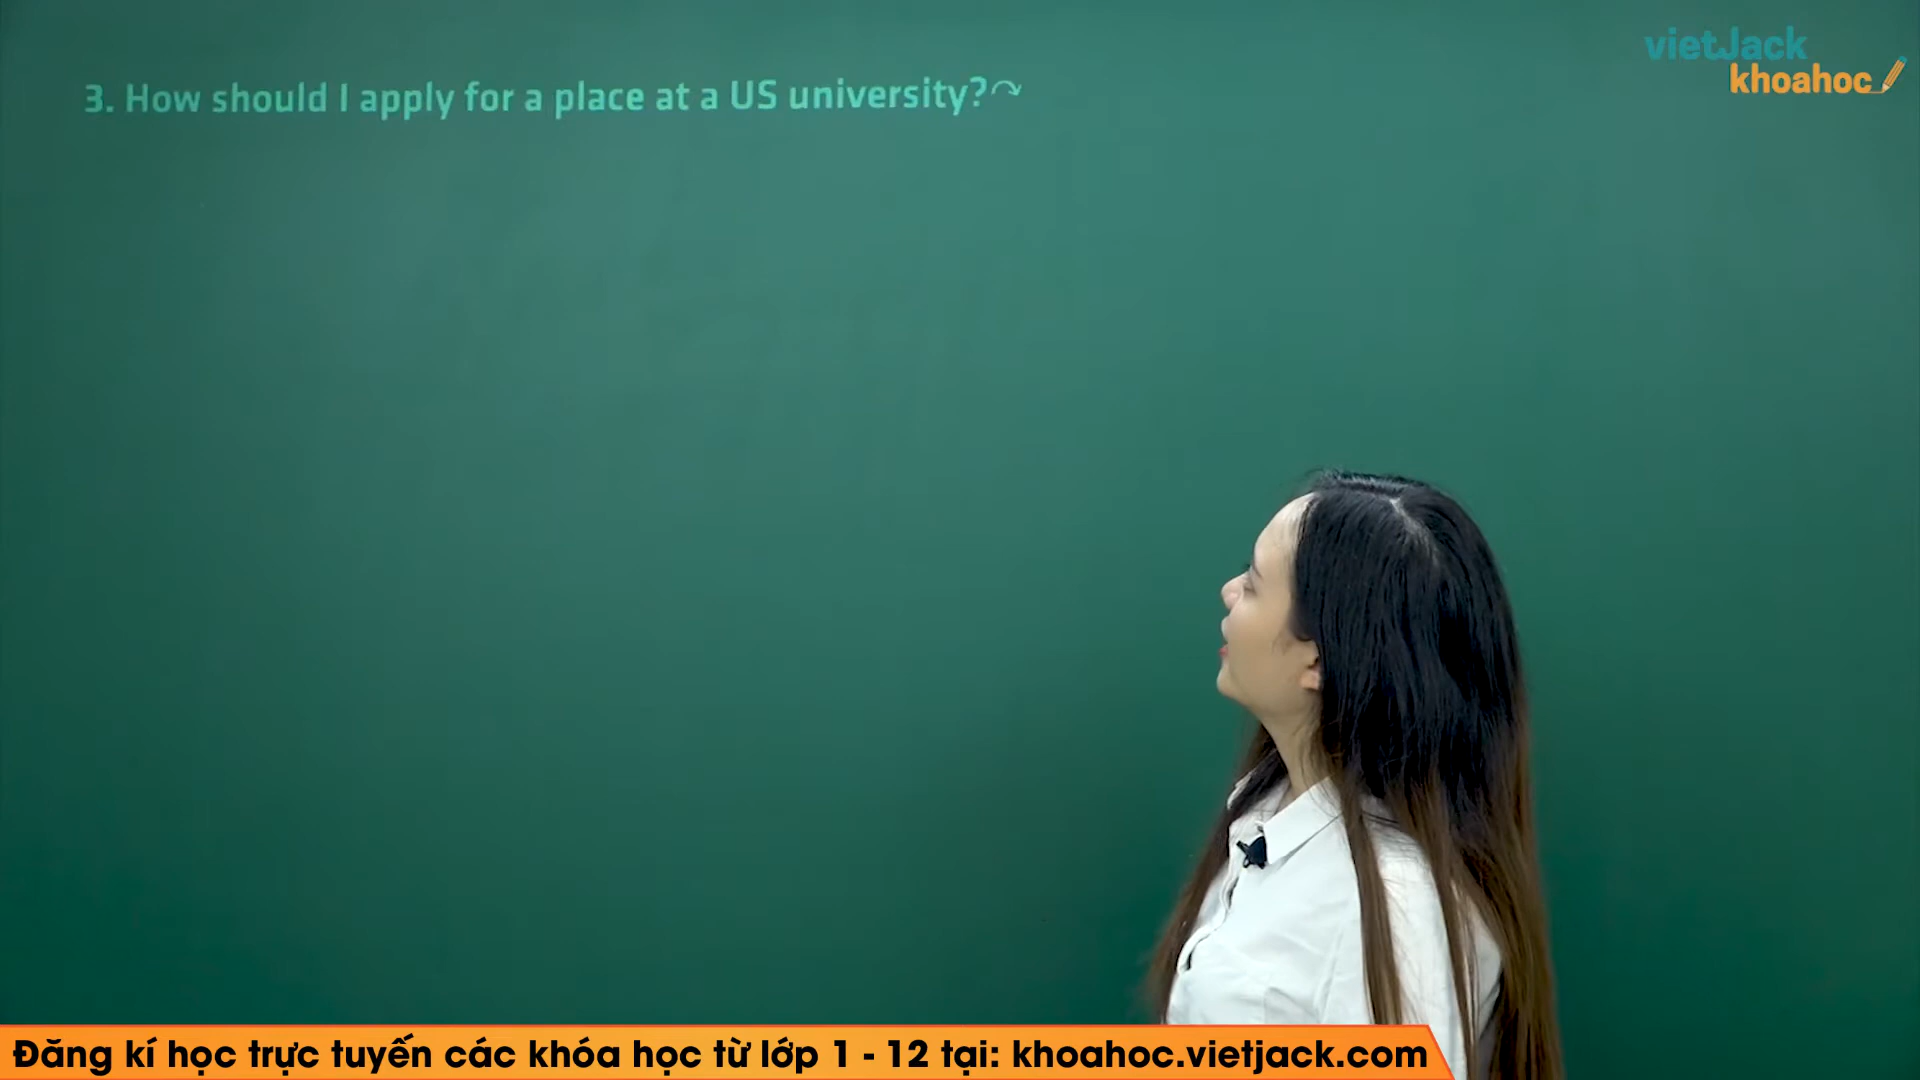 vietJack
khoahoc
3. How should I apply for a place at a US university?
Đăng kí học trực tuyến các khóa học từ lớp 1 - 12 tại: khoahoc.vietjack.com